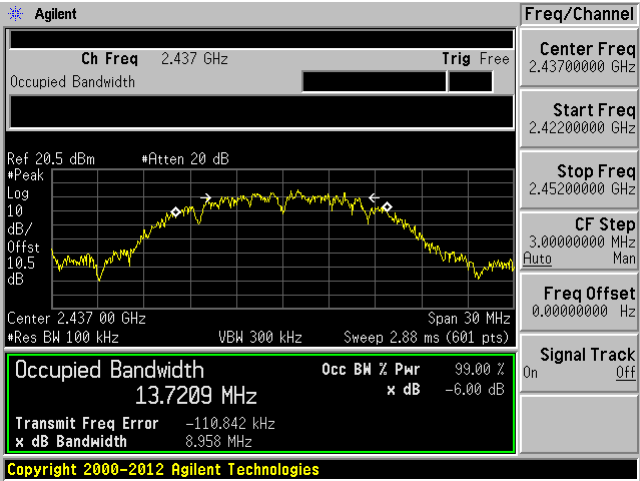 Agilent
Freq/Channel
Ch Freq 2.437 GHz Trig Free
Occupied Bandwidth
Center Freq
2.43700000 GHz
Start Freq
2.42200000 GHz
Stop Freq
2.45200000 GHz
CF Step
3.00000000 MHz
Auto Man
Freq Offset
0.00000000 Hz
Signal Track
On Off
Ref 20.5 dBm #Atten 20 dB
#Peak
Log
10
dB/
Offst
10.5
dB
Center 2.437 00 GHz Span 30 MHz
#Res BW 100 kHz VBW 300 kHz Sweep 2.88 ms (601 pts)
Occupied Bandwidth Occ BW % Pwr 99.00 %
13.7209 MHz x dB -6.00 dB
Transmit Freq Error -110.842 kHz
x dB Bandwidth 8.958 MHz
Copyright 2000-2012 Agilent Technologies